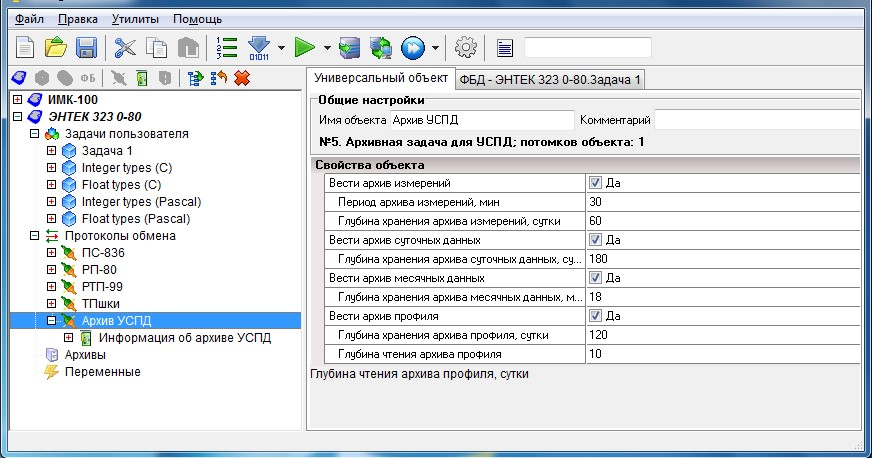 Файл Правка Утилиты Помощь
01011
ФБ
ИМК-100
ЭНТЕК 323 0-80
Задачи пользователя
Задача 1
Integer types (C)
Float types (C)
Integer types (Pascal)
Float types (Pascal)
Протоколы обмена
ПС-836
РП-80
РТП-99
ТПшки
Архив УСПД
Информация об архиве УСПД
Архивы
Переменные
Универсальный объект ФБД - ЭНТЕК 323 0-80.Задача 1
Общие настройки
Имя объекта Архив УСПД Комментарий
№5. Архивная задача для УСПД; потомков объекта: 1
Свойства объекта
Вести архив измерений Да
Период архива измерений, мин 30
Глубина хранения архива измерений, сутки 60
Вести архив суточных данных Да
Глубина хранения архива суточных данных, су... 180
Вести архив месячных данных Да
Глубина хранения архива месячных данных, м... 18
Вести архив профиля Да
Глубина хранения архива профиля, сутки 120
Глубина чтения архива профиля 10
Глубина чтения архива профиля, сутки